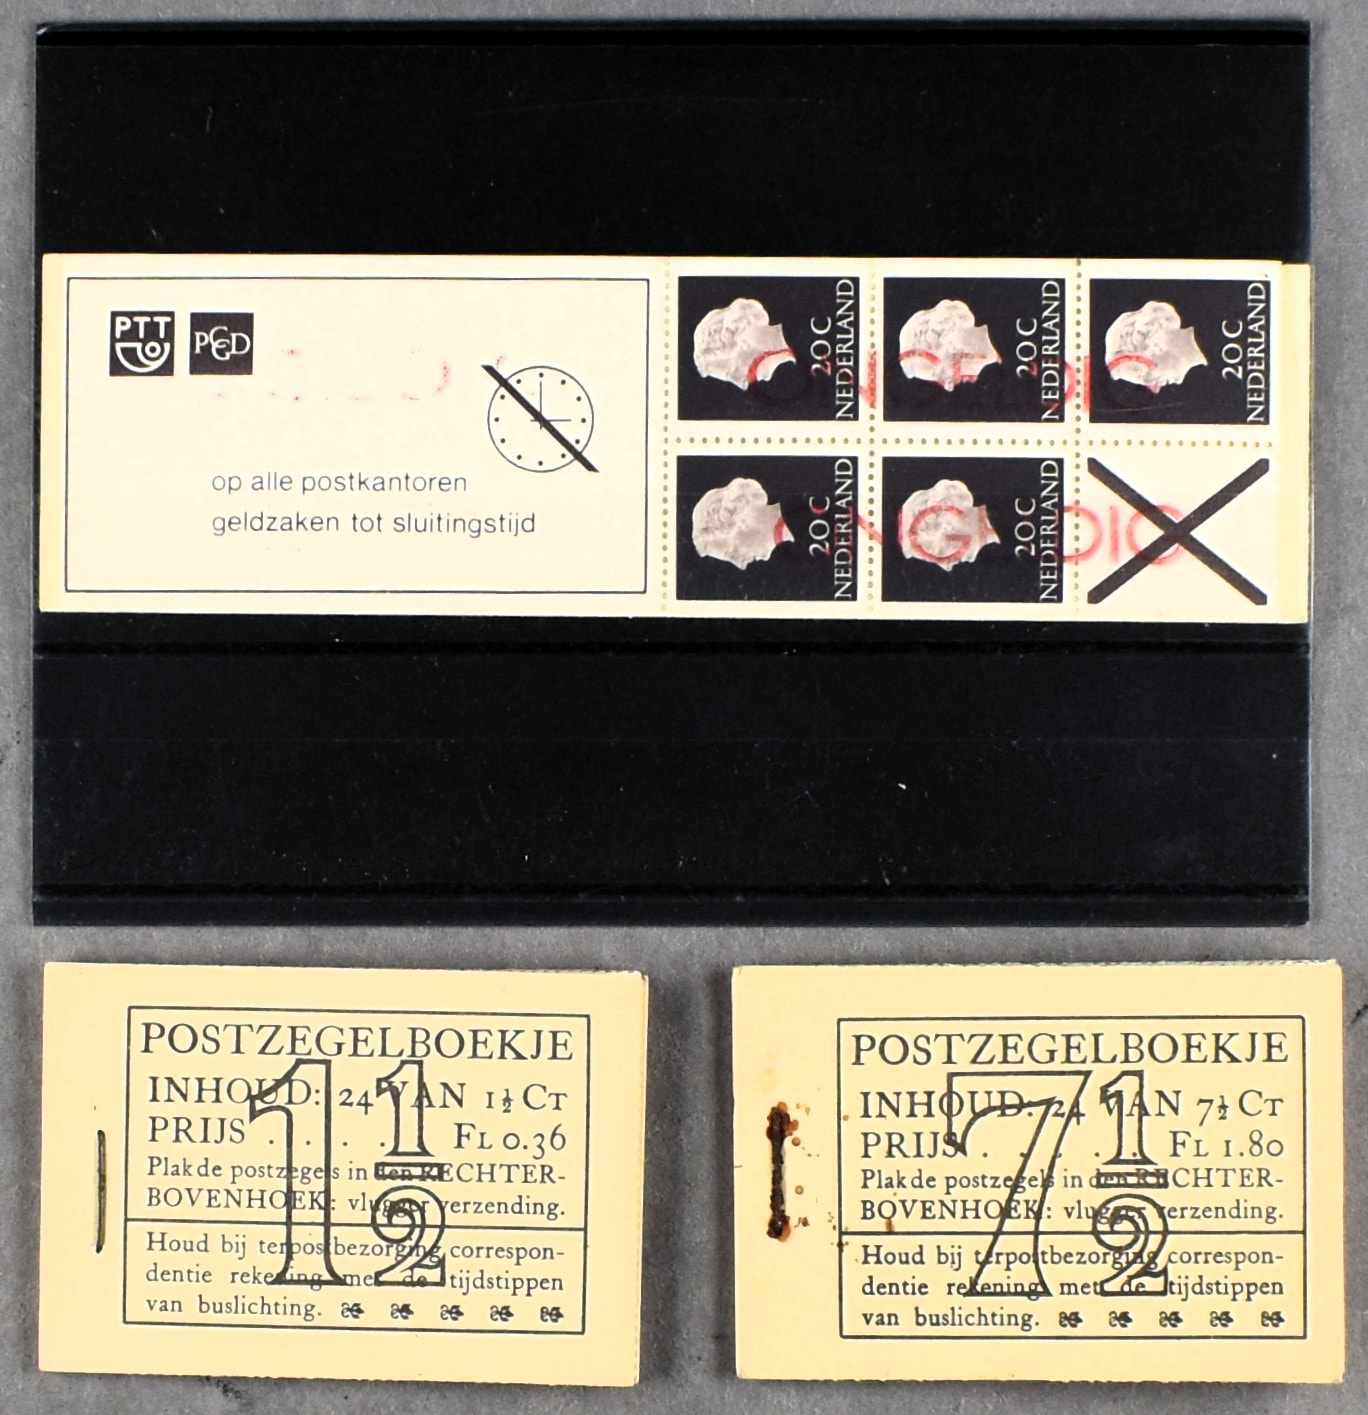 PTT
PCGD
op alle postkantoren
geldzaken tot sluitingstijd
20C
NEDERLAND
20C
NEDERLAND
20C
NEDERLAND
20C
NEDERLAND
20C
NEDERLAND
POSTZEGELBOEKJE
INHOUD: 24 VAN 1½ CT
PRIJS . . . . . FL 0.36
Plak de postzegels in den RECHTER-
BOVENHOEK: vlugger verzending.
Houd bij terpostbezorging correspon-
dentie rekening met de tijdstippen
van buslichting.
1½
POSTZEGELBOEKJE
INHOUD: 24 VAN 7½ CT
PRIJS . . . . . FL 1.80
Plak de postzegels in den RECHTER-
BOVENHOEK: vlugger verzending.
Houd bij terpostbezorging correspon-
dentie rekening met de tijdstippen
van buslichting.
7½